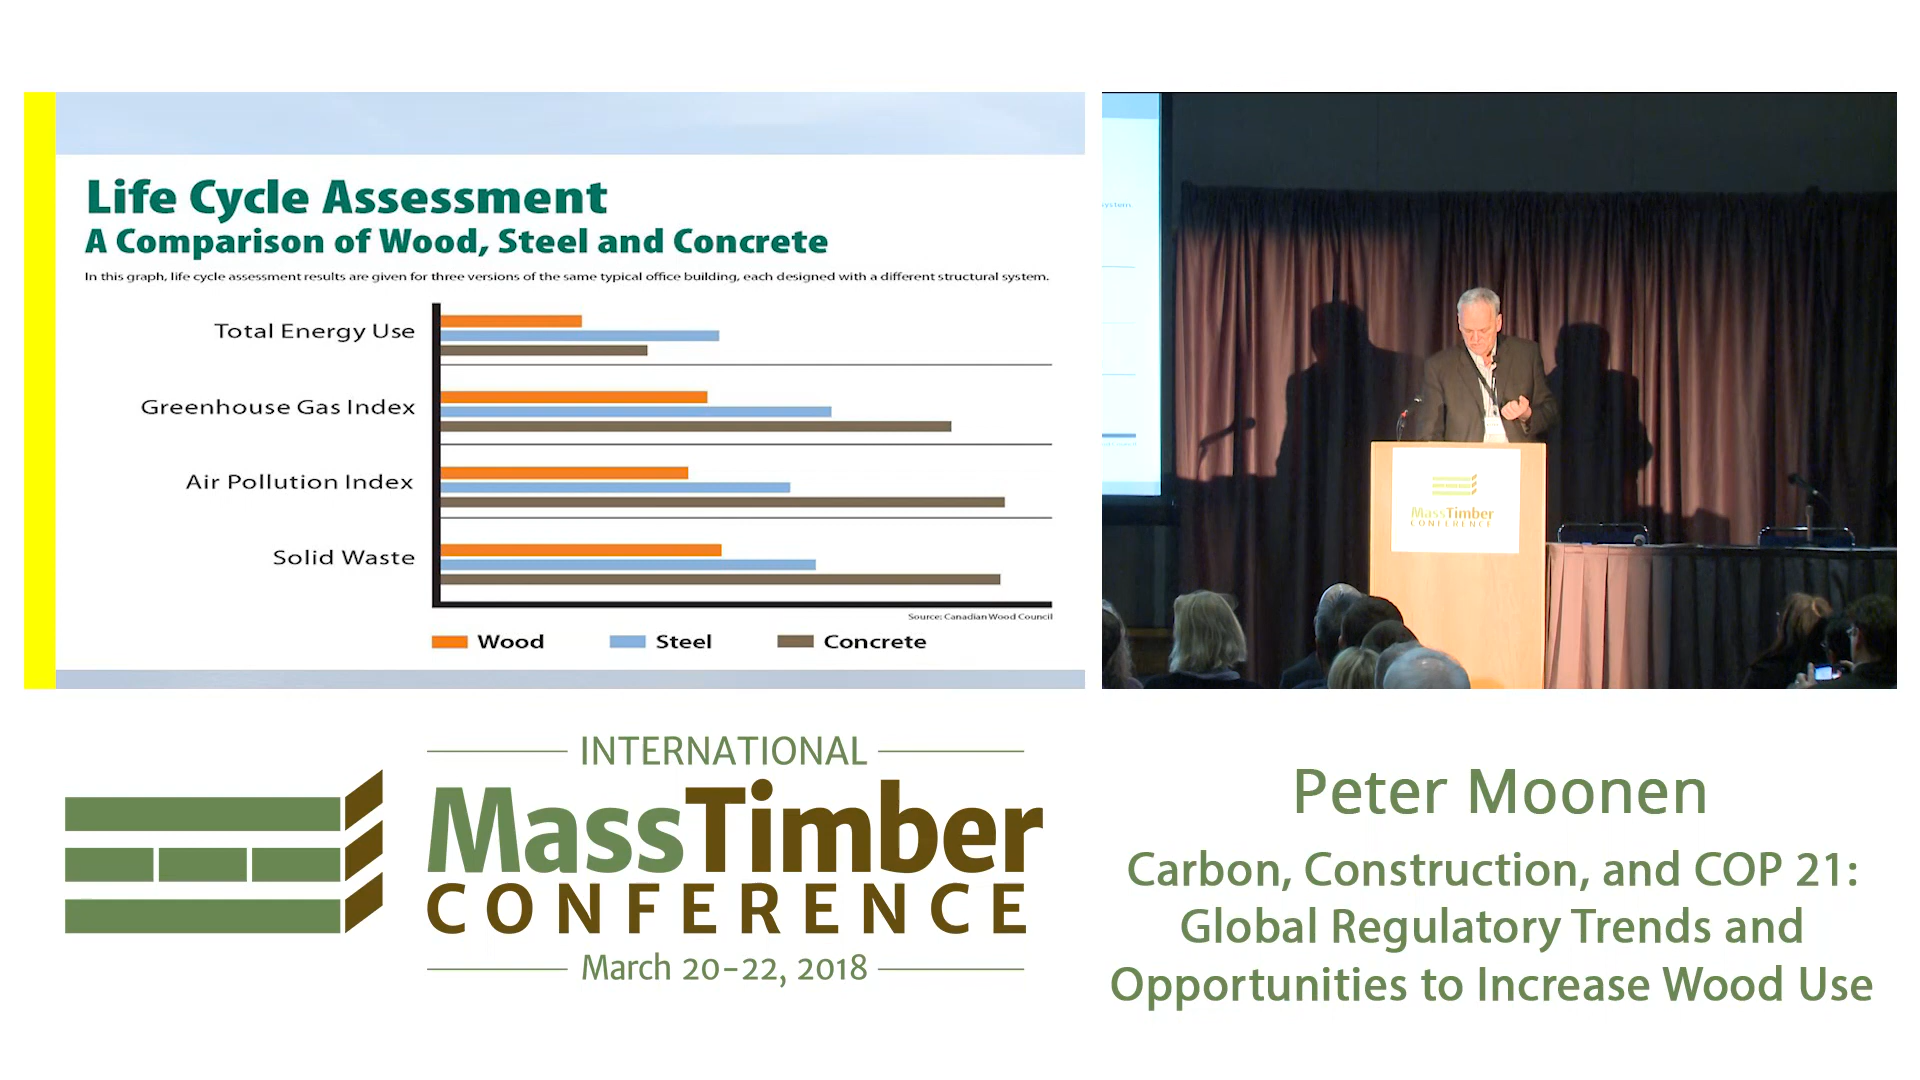 Life Cycle Assessment
A Comparison of Wood, Steel and Concrete
In this graph, life cycle assessment results are given for three versions of the same typical office building, each designed with a different structural system.
Total Energy Use
Greenhouse Gas Index
Air Pollution Index
Solid Waste
Source: Canadian Wood Council
Wood Steel Concrete
system.
MassTimber
CONFERENCE
INTERNATIONAL
MassTimber
CONFERENCE
March 20-22, 2018
Peter Moonen
Carbon, Construction, and COP 21:
Global Regulatory Trends and
Opportunities to Increase Wood Use